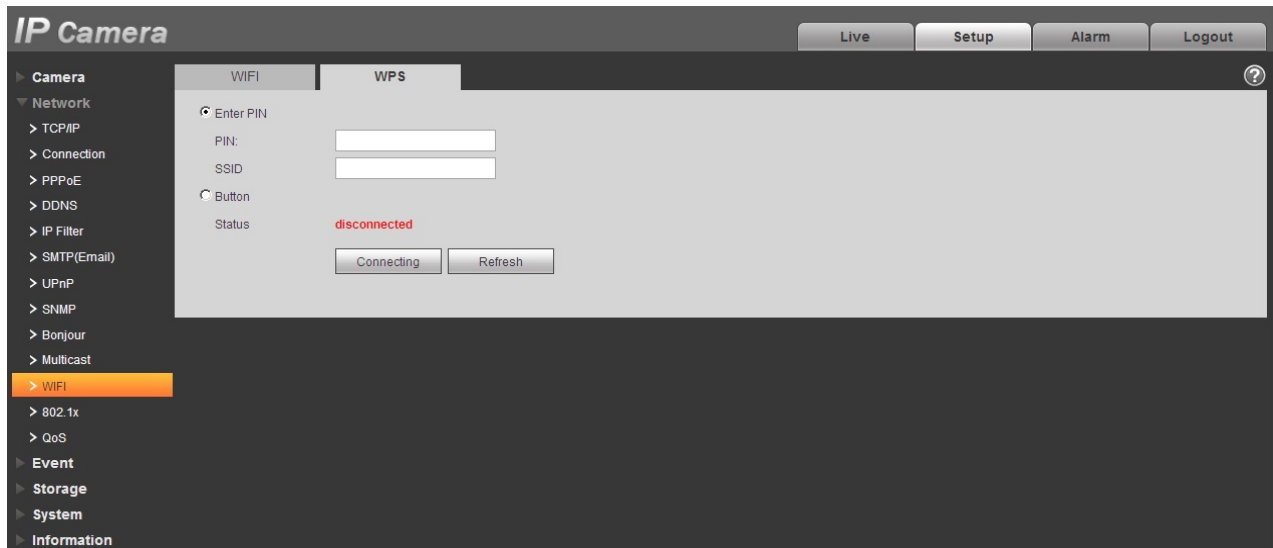 IP Camera
Live Setup Alarm Logout
Camera
Network
TCP/IP
Connection
PPPoE
DDNS
IP Filter
SMTP(Email)
UPnP
SNMP
Bonjour
Multicast
WIFI
802.1x
QoS
Event
Storage
System
Information
WIFI WPS
?
Enter PIN
PIN:
SSID
Button
Status disconnected
Connecting Refresh